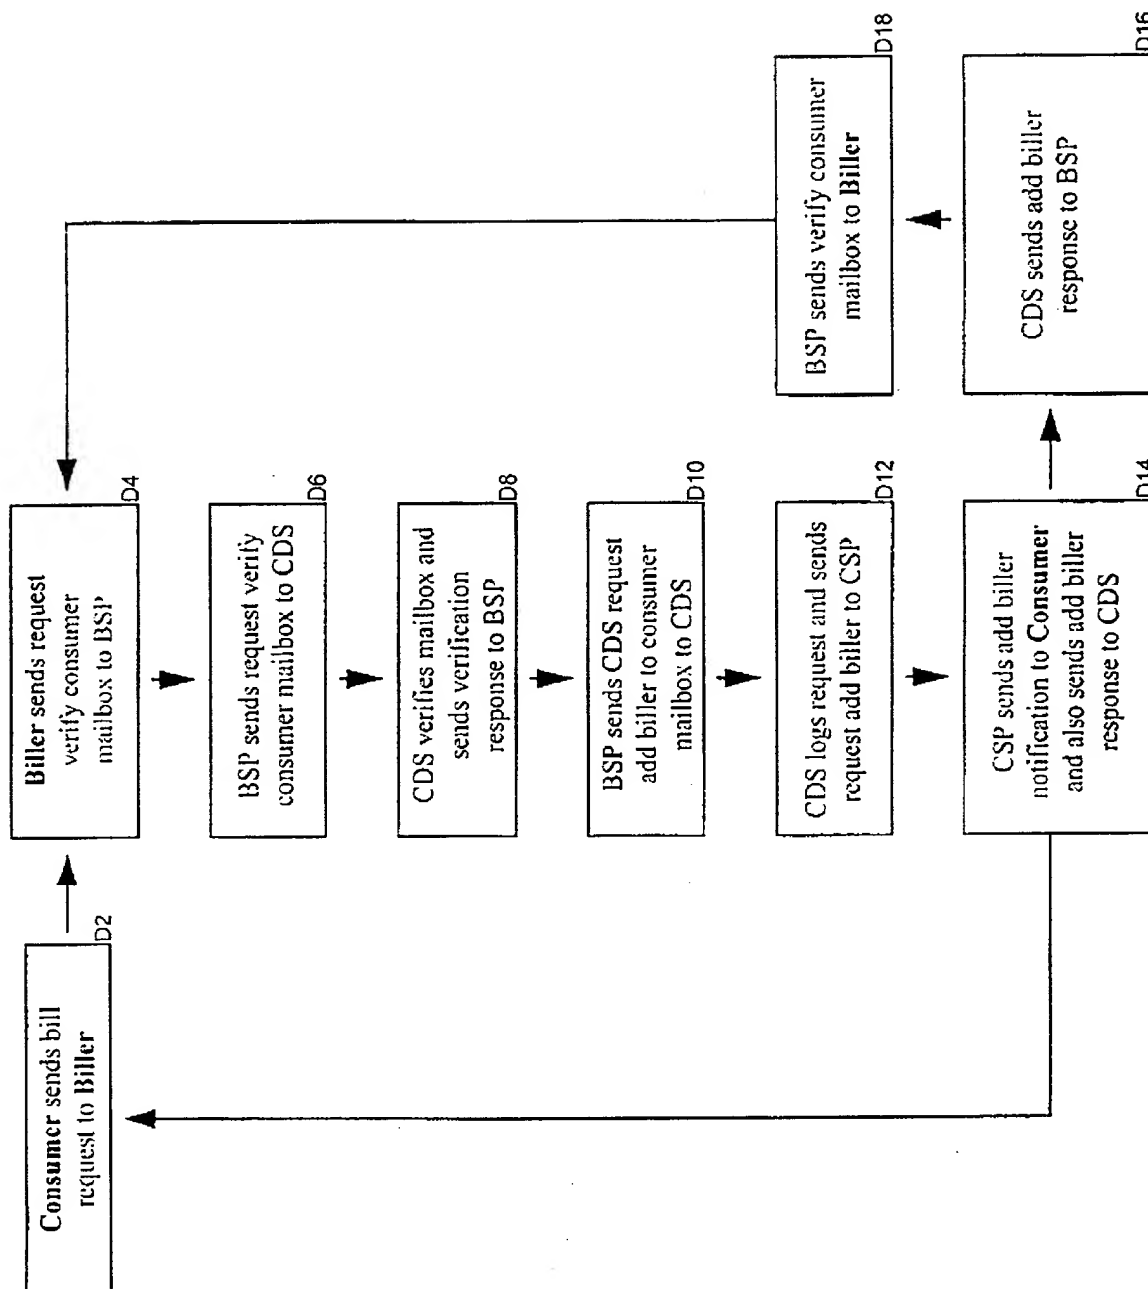 Consumer sends bill
request to Biller
D2
Biller sends request
verify consumer
mailbox to BSP
D4
BSP sends request verify
consumer mailbox to CDS
D6
CDS verifies mailbox and
sends verification
response to BSP
D8
BSP sends CDS request
add biller to consumer
mailbox to CDS
D10
CDS logs request and sends
request add biller to CSP
D12
CSP sends add biller
notification to Consumer
and also sends add biller
response to CDS
D14
CDS sends add biller
response to BSP
D16
BSP sends verify consumer
mailbox to Biller
D18